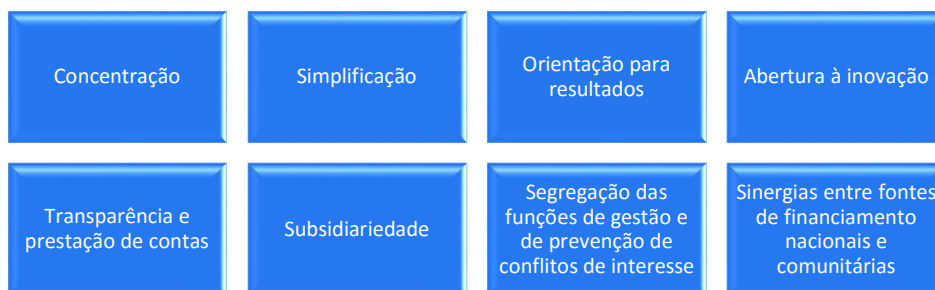 Concentração
Simplificação
Orientação para
resultados
Abertura à inovação
Transparência e
prestação de contas
Subsidiariedade
Segregação das
funções de gestão e
de prevenção de
conflitos de interesse
Sinergias entre fontes
de financiamento
nacionais e
comunitárias